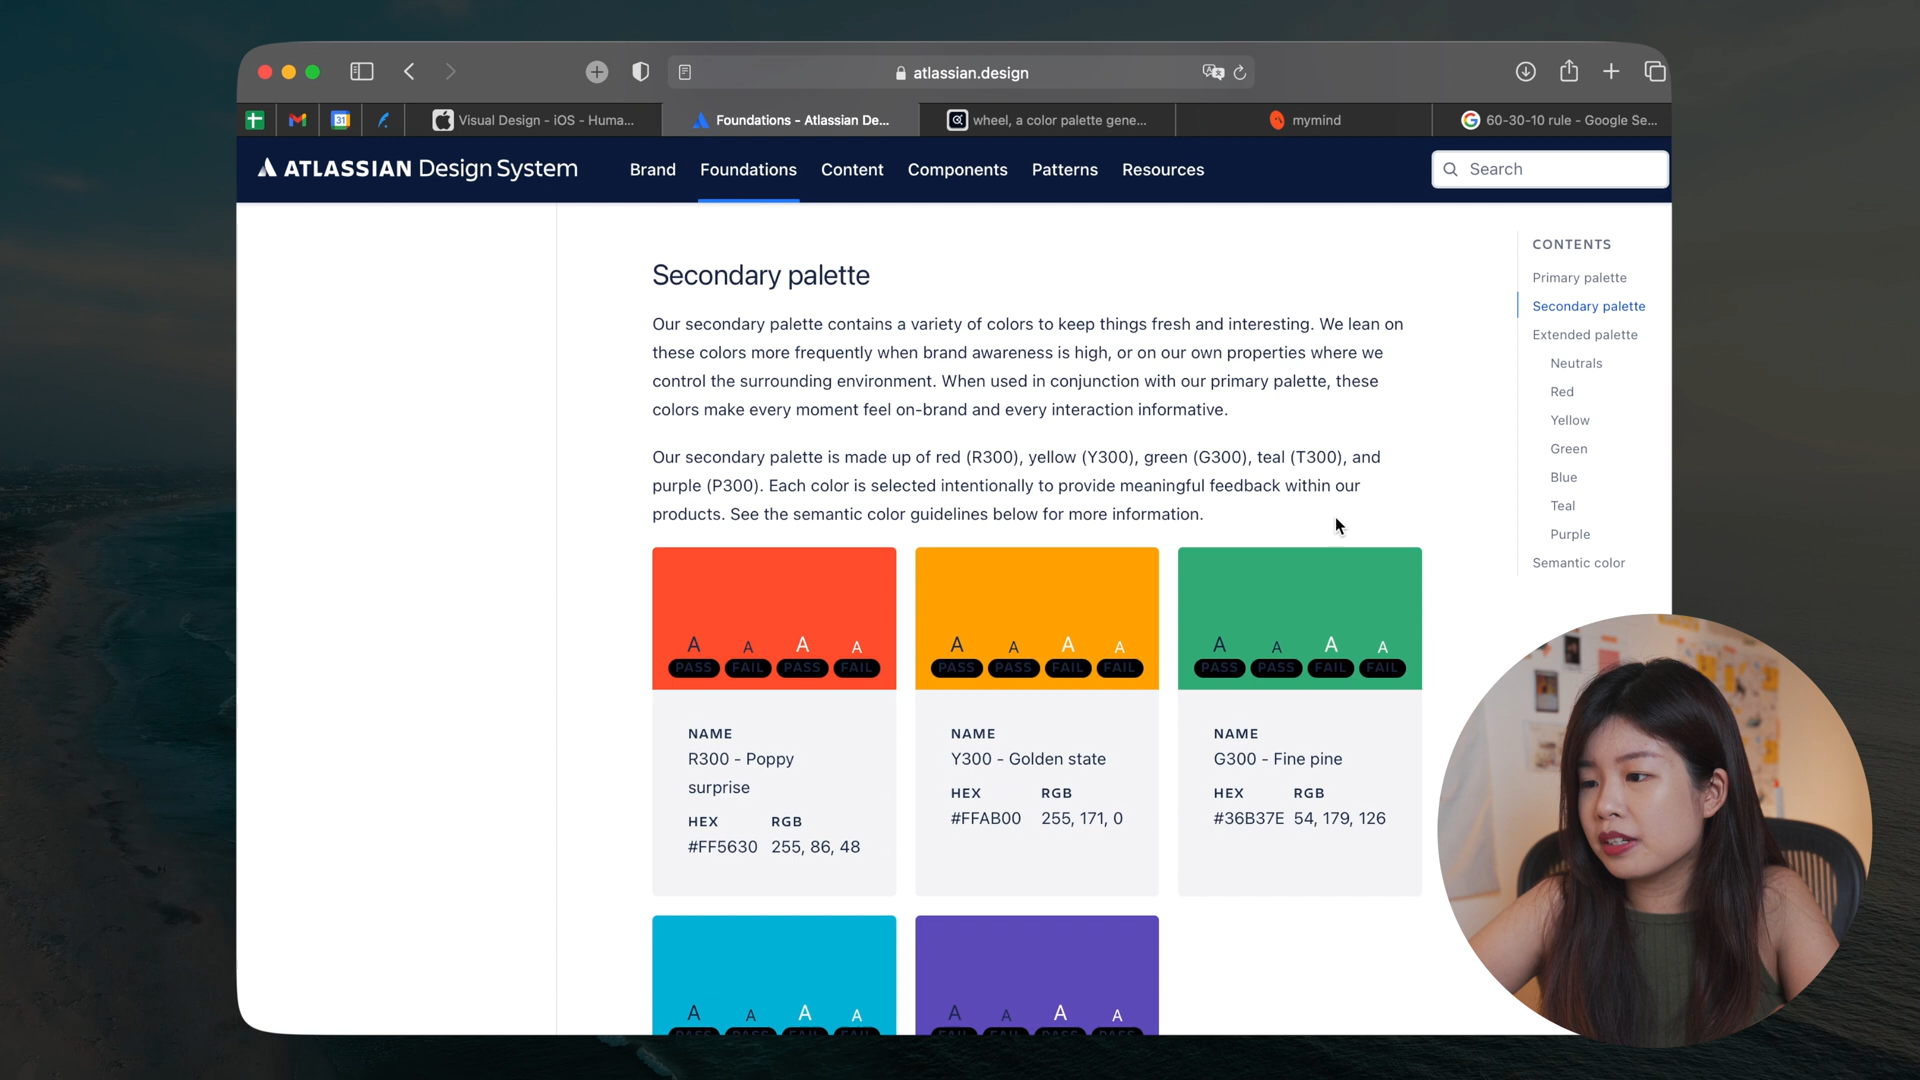 atlassian.design
31
Visual Design - iOS - Huma...
Foundations - Atlassian De...
wheel, a color palette gene...
mymind
60-30-10 rule - Google Se...
ATLASSIAN Design System
Brand
Foundations
Content
Components
Patterns
Resources
Search
Secondary palette
Our secondary palette contains a variety of colors to keep things fresh and interesting. We lean on
these colors more frequently when brand awareness is high, or on our own properties where we
control the surrounding environment. When used in conjunction with our primary palette, these
colors make every moment feel on-brand and every interaction informative.
Our secondary palette is made up of red (R300), yellow (Y300), green (G300), teal (T300), and
purple (P300). Each color is selected intentionally to provide meaningful feedback within our
products. See the semantic color guidelines below for more information.
CONTENTS
Primary palette
Secondary palette
Extended palette
Neutrals
Red
Yellow
Green
Blue
Teal
Purple
Semantic color
A A A A
PASS FAIL PASS FAIL
NAME
R300 - Poppy
surprise
HEX RGB
#FF5630 255, 86, 48
A A A A
PASS PASS FAIL FAIL
NAME
Y300 - Golden state
HEX RGB
#FFAB00 255, 171, 0
A A A A
PASS PASS FAIL FAIL
NAME
G300 - Fine pine
HEX RGB
#36B37E 54, 179, 126
A A A A
PASS PASS FAIL FAIL
A A A A
FAIL FAIL PASS PASS